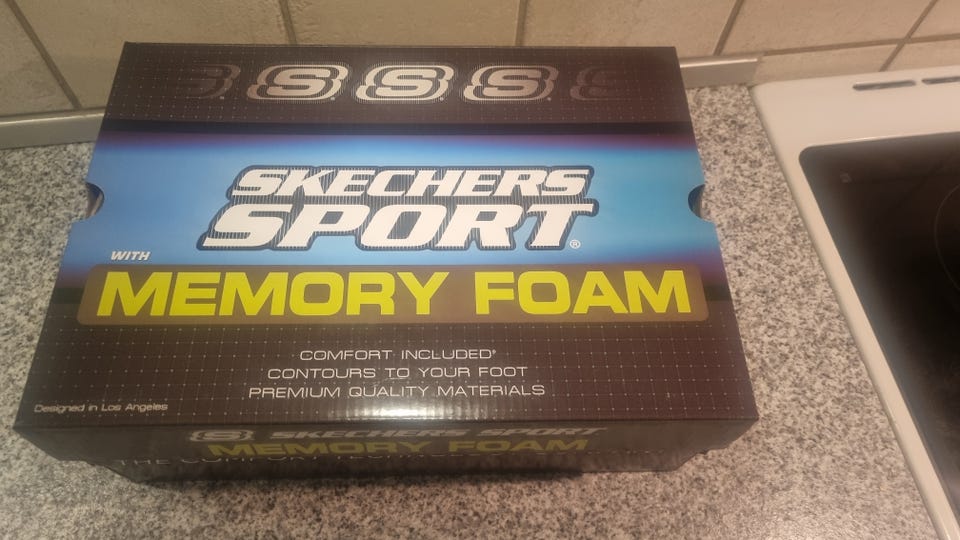 SKECHERS
SPORT®
WITH
MEMORY FOAM
COMFORT INCLUDED®
CONTOURS TO YOUR FOOT
PREMIUM QUALITY MATERIALS
Designed in Los Angeles
SKECHERS SPORT
MEMORY FOAM